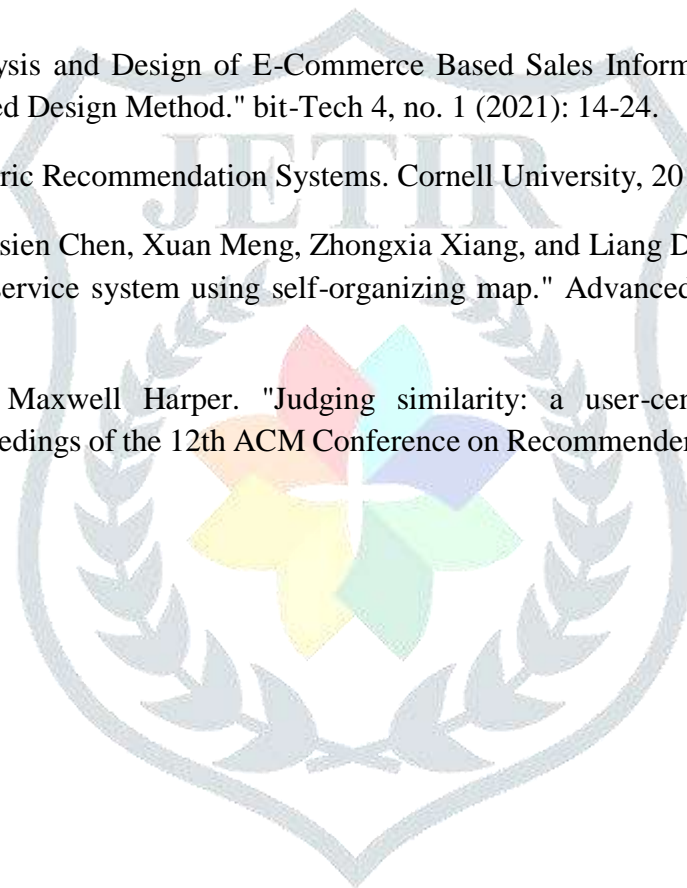 ysis and Design of E-Commerce Based Sales Inform
ed Design Method." bit-Tech 4, no. 1 (2021): 14-24.
JETIR
ric Recommendation Systems. Cornell University, 20
sien Chen, Xuan Meng, Zhongxia Xiang, and Liang D
service system using self-organizing map." Advanced
Maxwell Harper. "Judging similarity: a user-cen
eedings of the 12th ACM Conference on Recommender